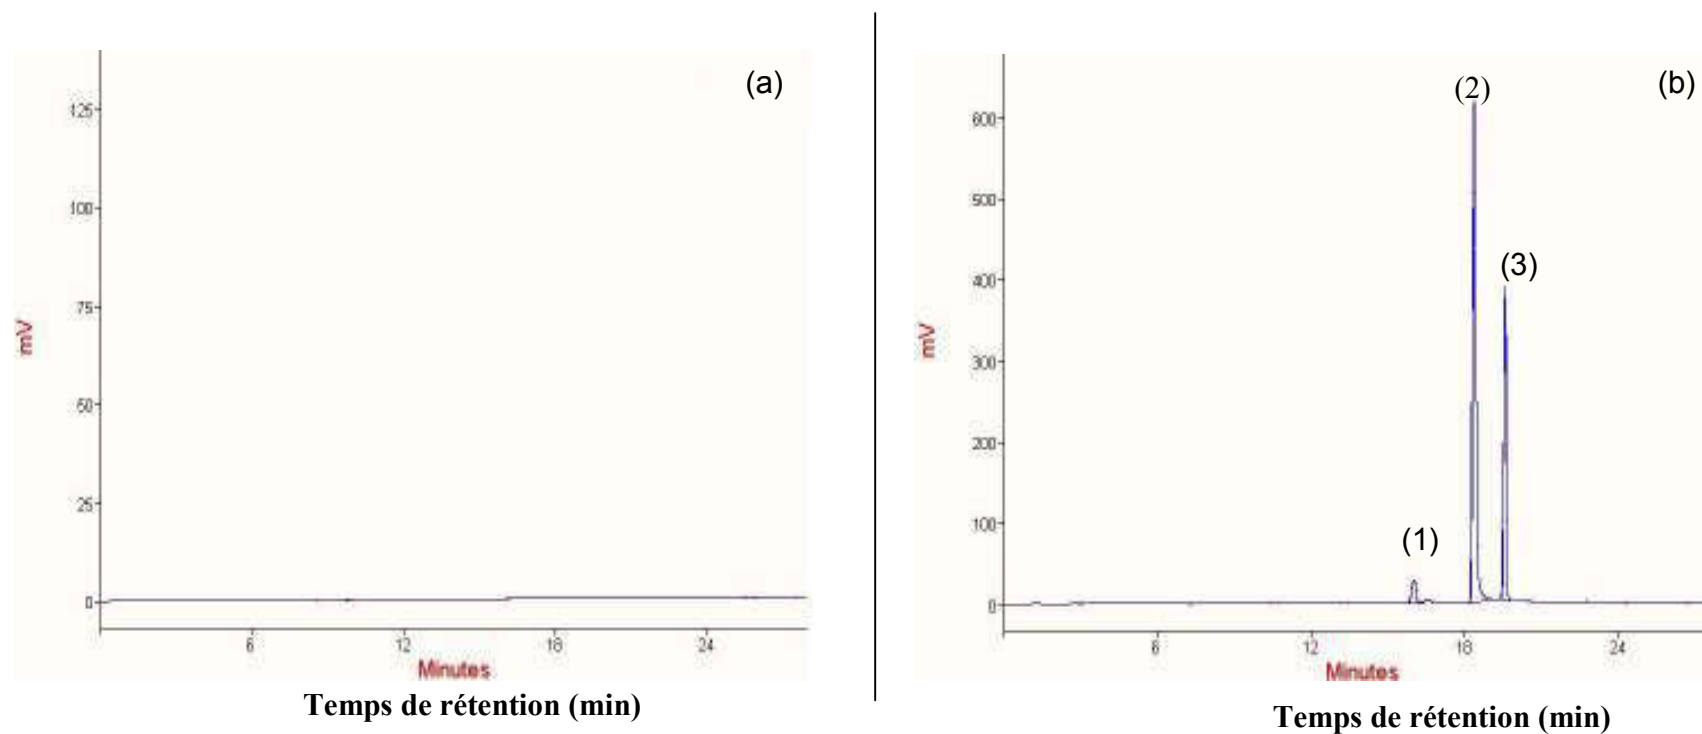 (a)
125
100
75
50
25
0
mV
6 12 18 24
Minutes
Temps de rétention (min)
(b)
(2)
(3)
(1)
600
500
400
300
200
100
0
mV
6 12 18 24
Minutes
Temps de rétention (min)